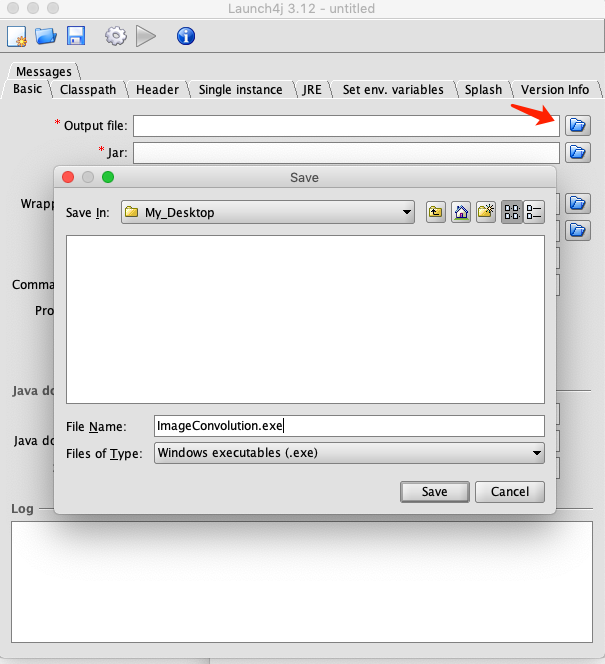 Launch4j 3.12 - untitled
Messages
Basic Classpath Header Single instance JRE Set env. variables Splash Version Info
* Output file:
* Jar:
Save
Wrapp
Save In: My_Desktop
Comma
Pro
Java do
File Name: ImageConvolution.exe
Java do
Files of Type: Windows executables (.exe)
Save Cancel
Log